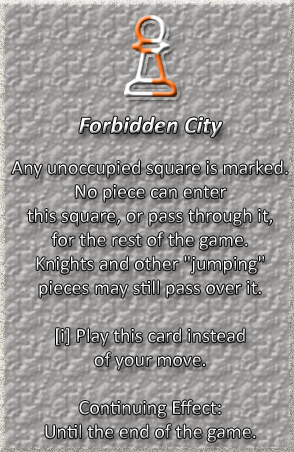 Forbidden City
Any unoccupied square is marked.
No piece can enter
this square, or pass through it,
for the rest of the game.
Knights and other "jumping"
pieces may still pass over it.
[i] Play this card instead
of your move.
Continuing Effect:
Until the end of the game.